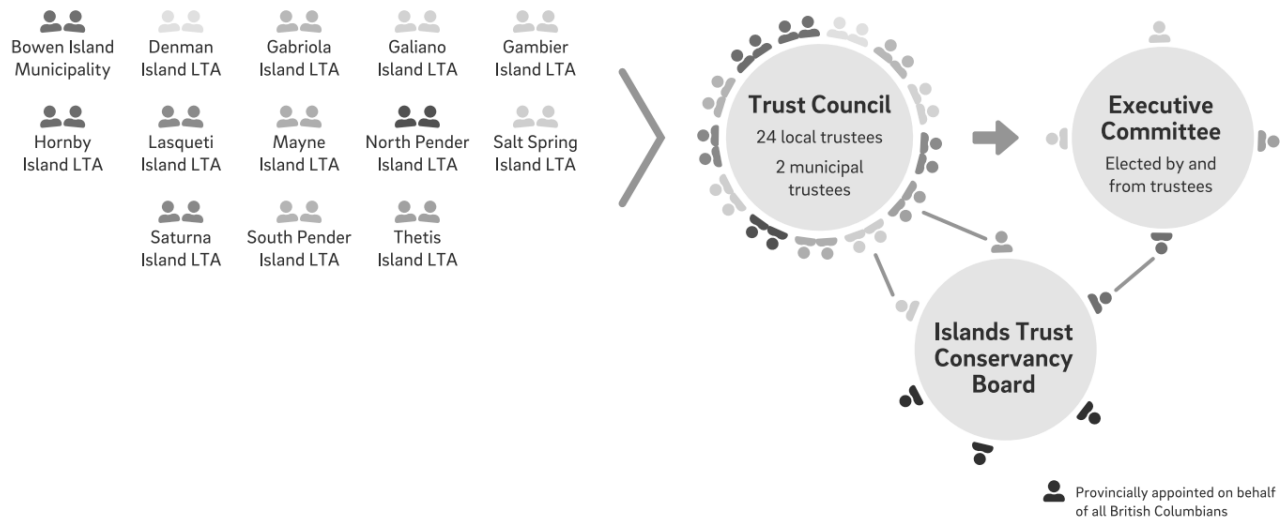 Bowen Island
Municipality
Denman
Island LTA
Gabriola
Island LTA
Galiano
Island LTA
Gambier
Island LTA
Hornby
Island LTA
Lasqueti
Island LTA
Mayne
Island LTA
North Pender
Island LTA
Salt Spring
Island LTA
Saturna
Island LTA
South Pender
Island LTA
Thetis
Island LTA
Trust Council
24 local trustees
2 municipal
trustees
Executive
Committee
Elected by and
from trustees
Islands Trust
Conservancy
Board
Provincially appointed on behalf
of all British Columbians